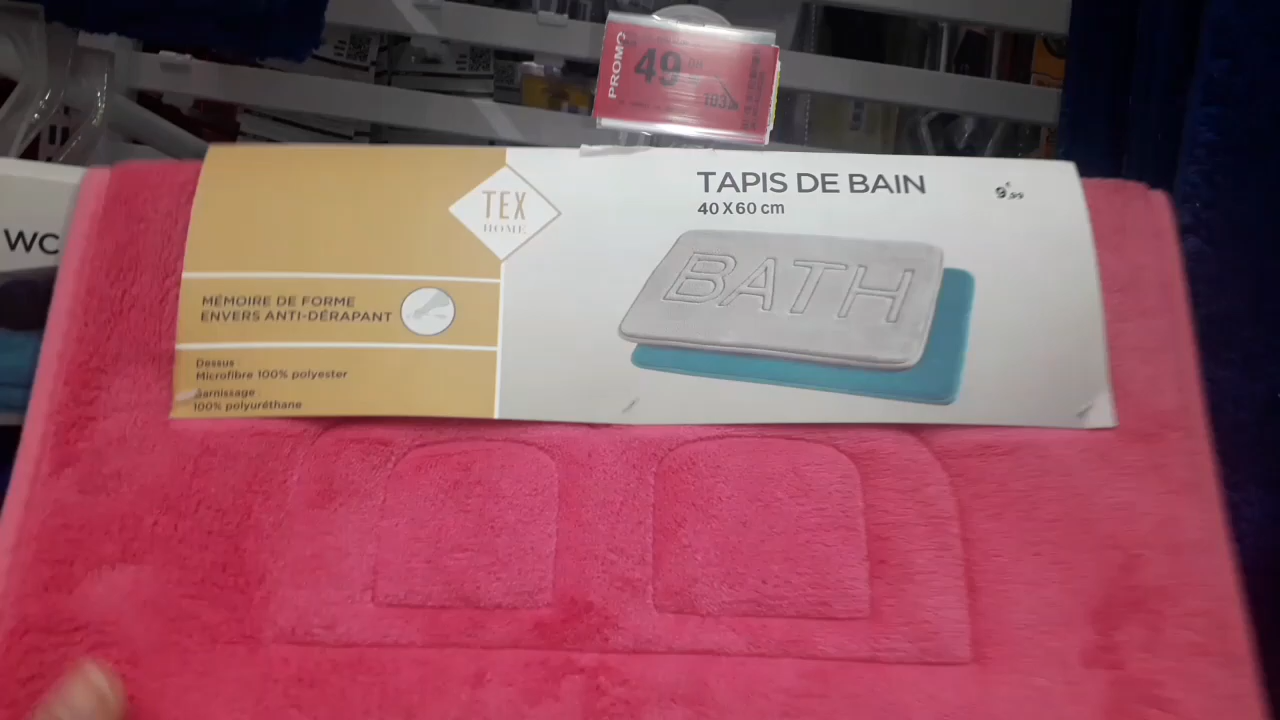 PROMO
49
103
WC
TEX
HOME
TAPIS DE BAIN
40 X 60 cm
9€,99
MÉMOIRE DE FORME
ENVERS ANTI-DÉRAPANT
Dessus :
Microfibre 100% polyester
Garnissage :
100% polyuréthane
BATH